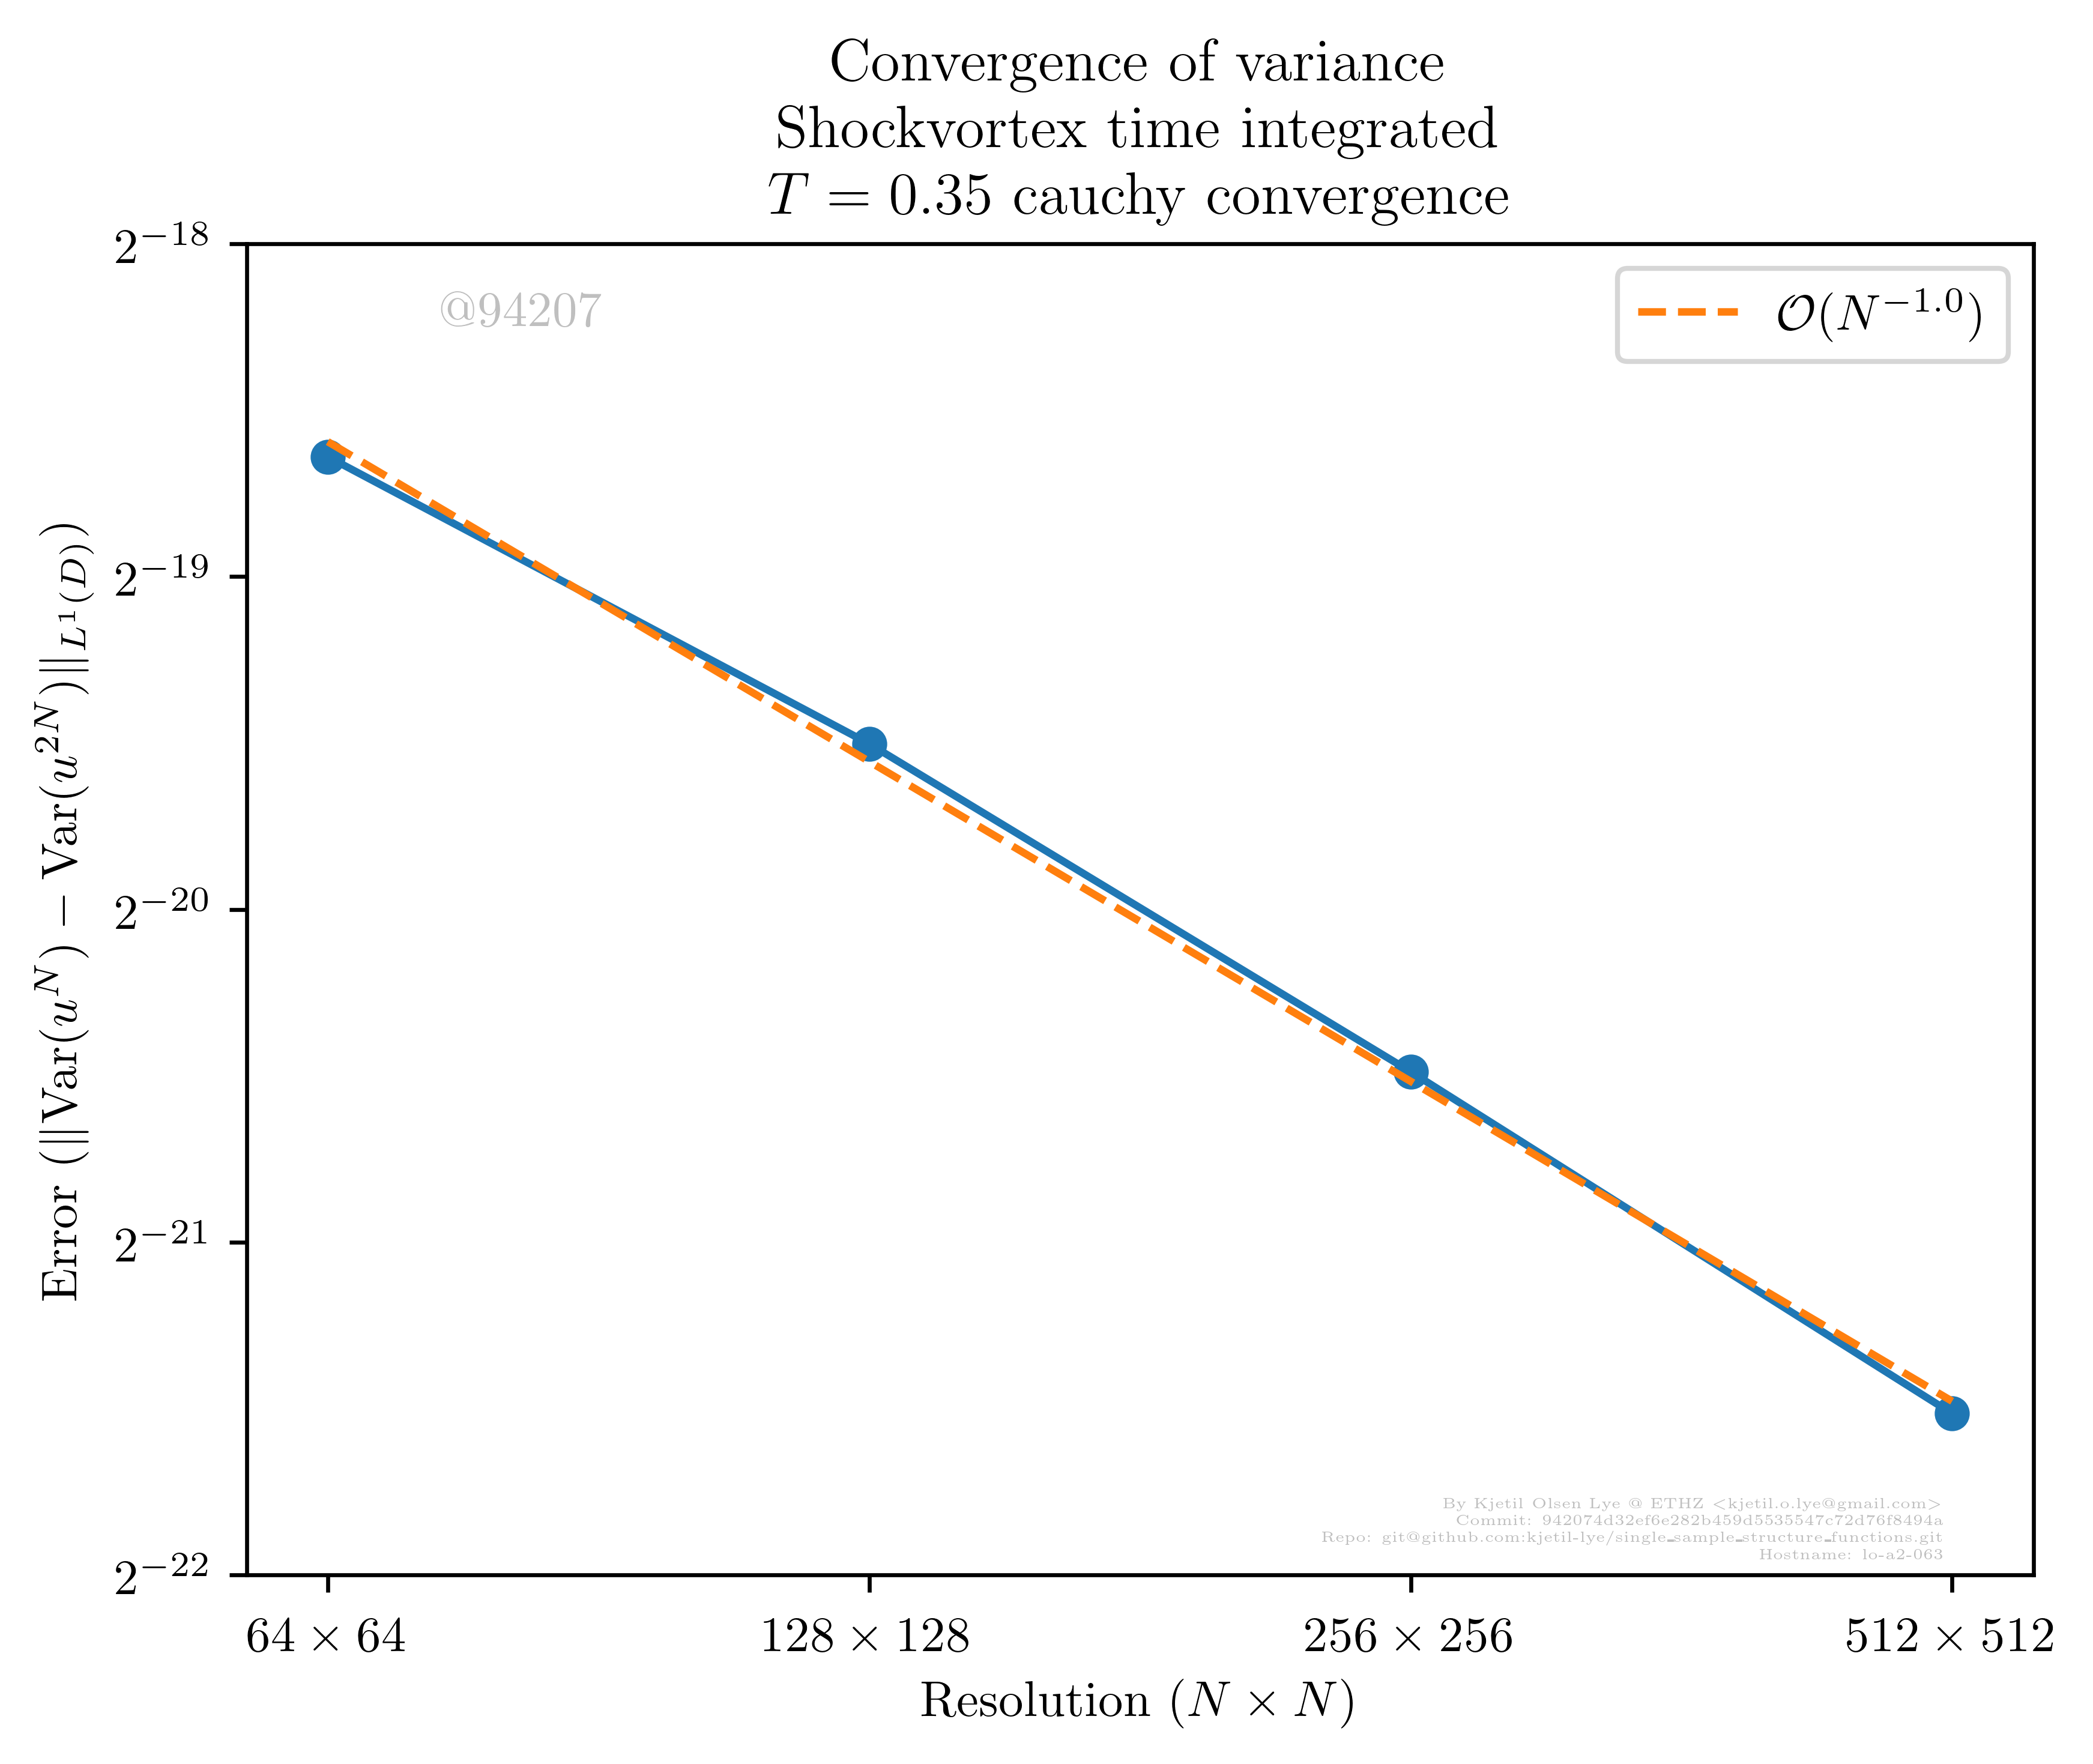 Convergence of variance
Shockvortex time integrated
T = 0.35 cauchy convergence
@94207
O(N^{-1.0})
2^{-18}
2^{-19}
2^{-20}
2^{-21}
2^{-22}
Error (||Var(u^N) − Var(u^{2N})||_{L^1(D)})
By Kjetil Olsen Lye @ ETHZ <kjetil.o.lye@gmail.com>
Commit: 942074d32ef6e282b459d5535547c72d76f8494a
Repo: git@github.com:kjetil-lye/single_sample_structure_functions.git
Hostname: lo-a2-063
64 × 64
128 × 128
256 × 256
512 × 512
Resolution (N × N)